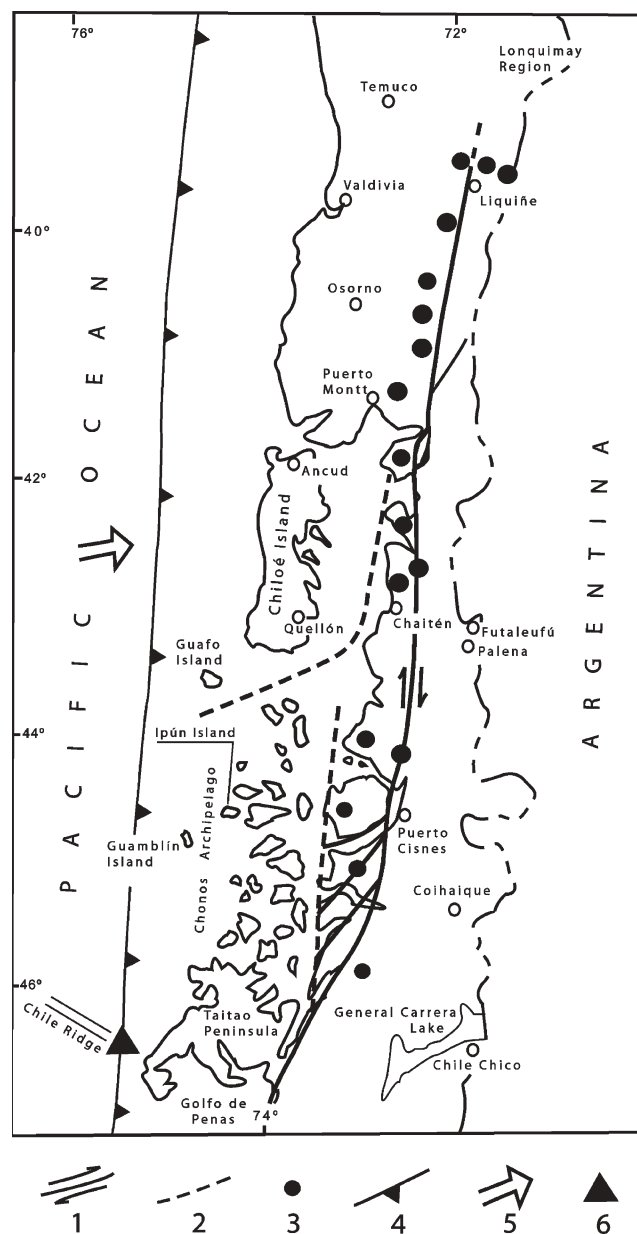 76°
72°
Lonquimay
Region
Temuco
Valdivia
Liquiñe
40°
Osorno
Puerto
Montt
42°
Ancud
Chiloé Island
PACIFIC OCEAN
ARGENTINA
Quellón
Chaitén
Futaleufú
Palena
Guafo
Island
Ipún Island
44°
Chonos Archipelago
Guamblín
Island
Puerto
Cisnes
Coihaique
46°
Chile Ridge
Taitao
Peninsula
General Carrera
Lake
Chile Chico
Golfo de
Penas
74°
1 2 3 4 5 6